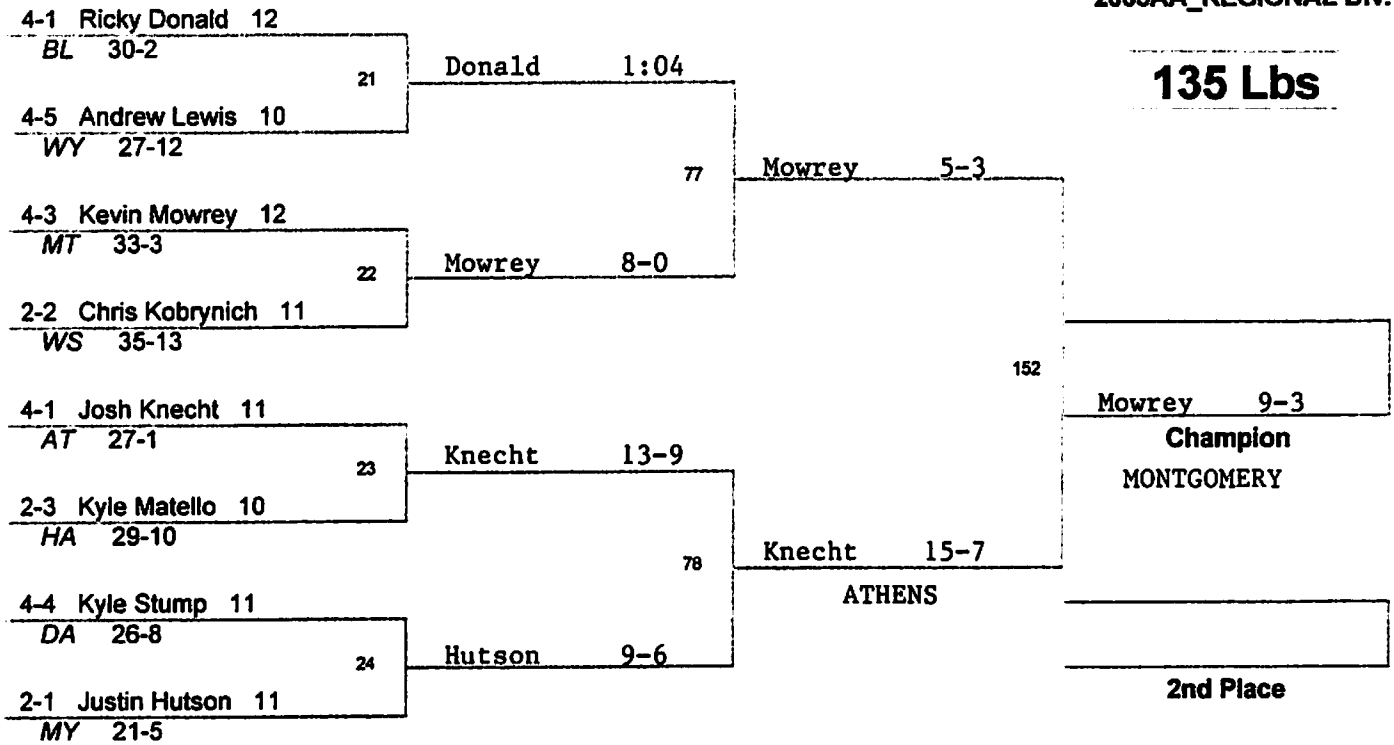 2003AA_REGIONAL DIV.
135 Lbs
4-1 Ricky Donald 12
BL 30-2
21
Donald 1:04
4-5 Andrew Lewis 10
WY 27-12
77
Mowrey 5-3
4-3 Kevin Mowrey 12
MT 33-3
22
Mowrey 8-0
2-2 Chris Kobrynich 11
WS 35-13
152
Mowrey 9-3
Champion
MONTGOMERY
4-1 Josh Knecht 11
AT 27-1
23
Knecht 13-9
2-3 Kyle Matello 10
HA 29-10
78
Knecht 15-7
ATHENS
4-4 Kyle Stump 11
DA 26-8
24
Hutson 9-6
2-1 Justin Hutson 11
MY 21-5
2nd Place